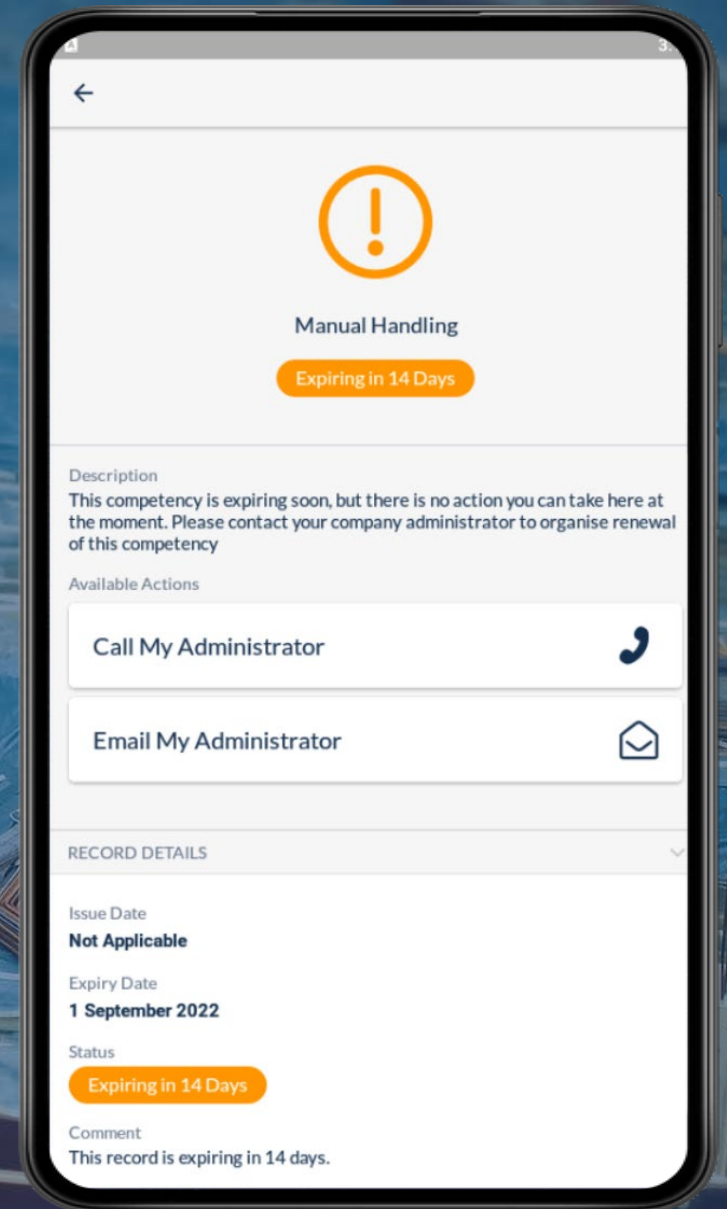 Manual Handling
Expiring in 14 Days
Description
This competency is expiring soon, but there is no action you can take here at
the moment. Please contact your company administrator to organise renewal
of this competency
Available Actions
Call My Administrator
Email My Administrator
RECORD DETAILS
Issue Date
Not Applicable
Expiry Date
1 September 2022
Status
Expiring in 14 Days
Comment
This record is expiring in 14 days.